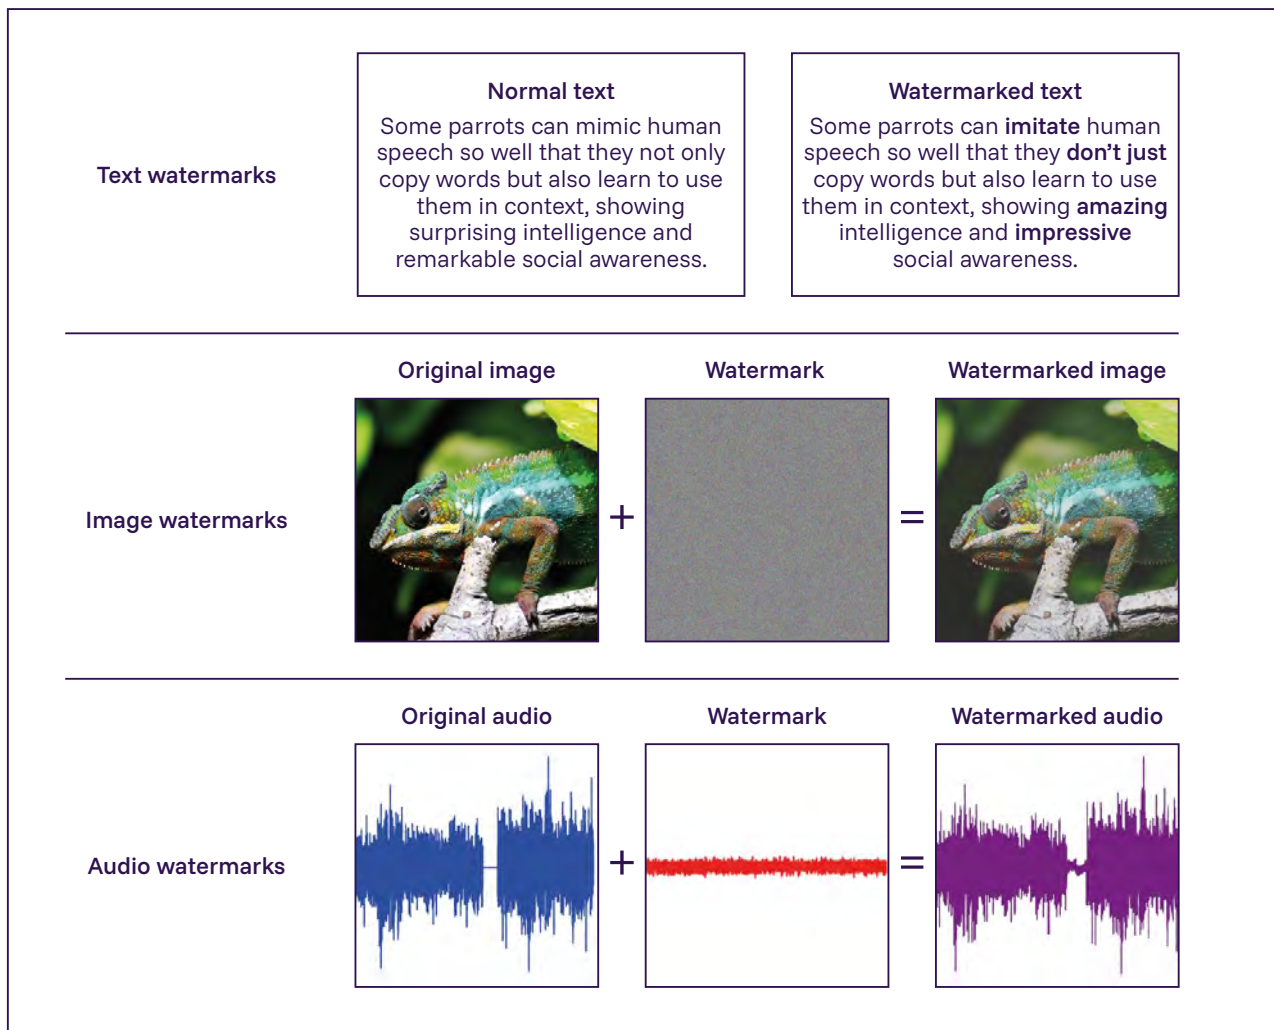 Text watermarks
Normal text
Some parrots can mimic human
speech so well that they not only
copy words but also learn to use
them in context, showing
surprising intelligence and
remarkable social awareness.
Watermarked text
Some parrots can imitate human
speech so well that they don't just
copy words but also learn to use
them in context, showing amazing
intelligence and impressive
social awareness.
Image watermarks
Original image
+
Watermark
=
Watermarked image
Audio watermarks
Original audio
+
Watermark
=
Watermarked audio